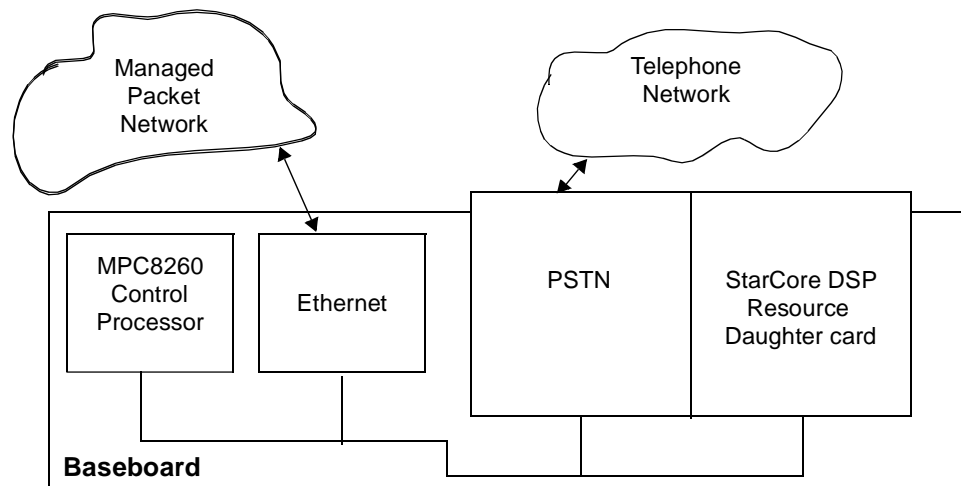 Managed
Packet
Network
Telephone
Network
MPC8260
Control
Processor
Ethernet
PSTN
StarCore DSP
Resource
Daughter card
Baseboard